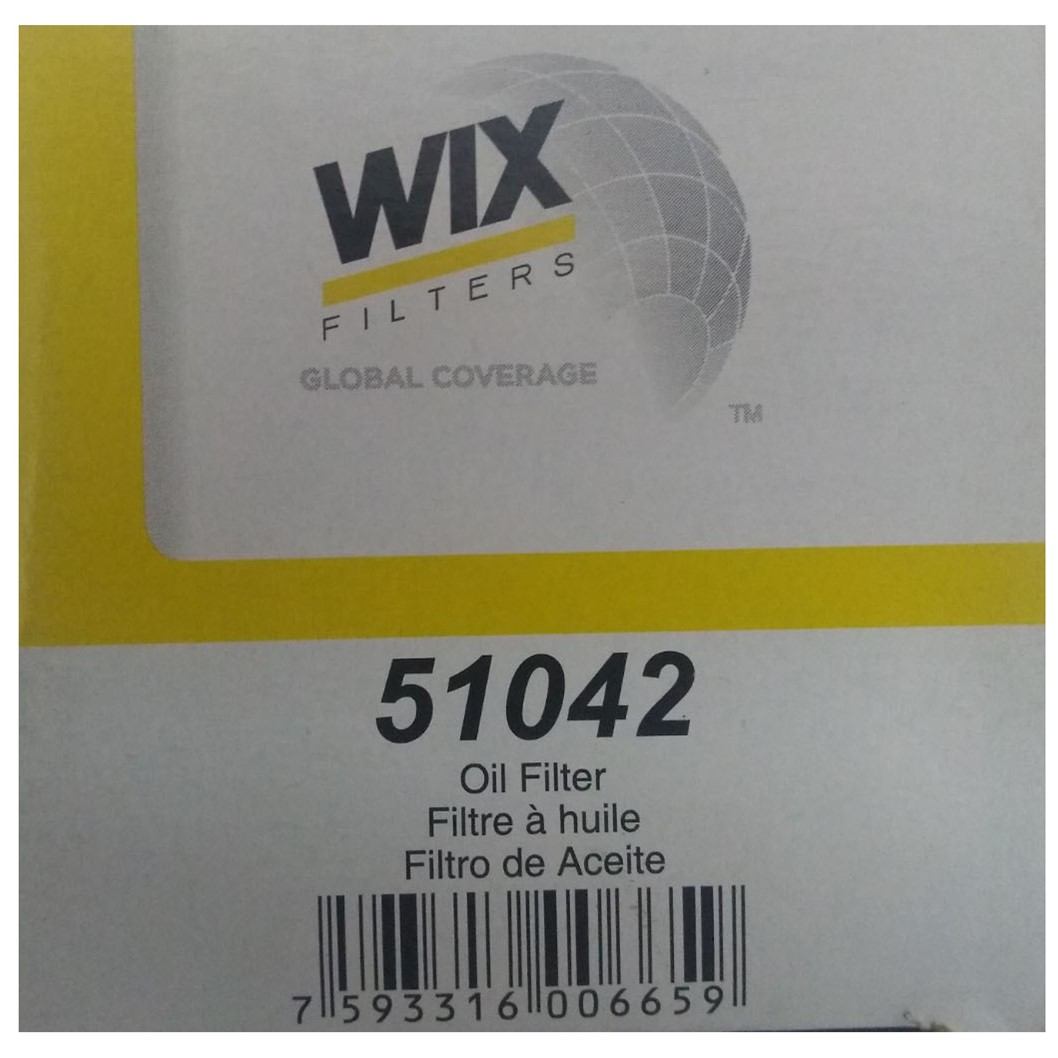 WIX
FILTERS
GLOBAL COVERAGE
TM
51042
Oil Filter
Filtre à huile
Filtro de Aceite
7 593316 006659